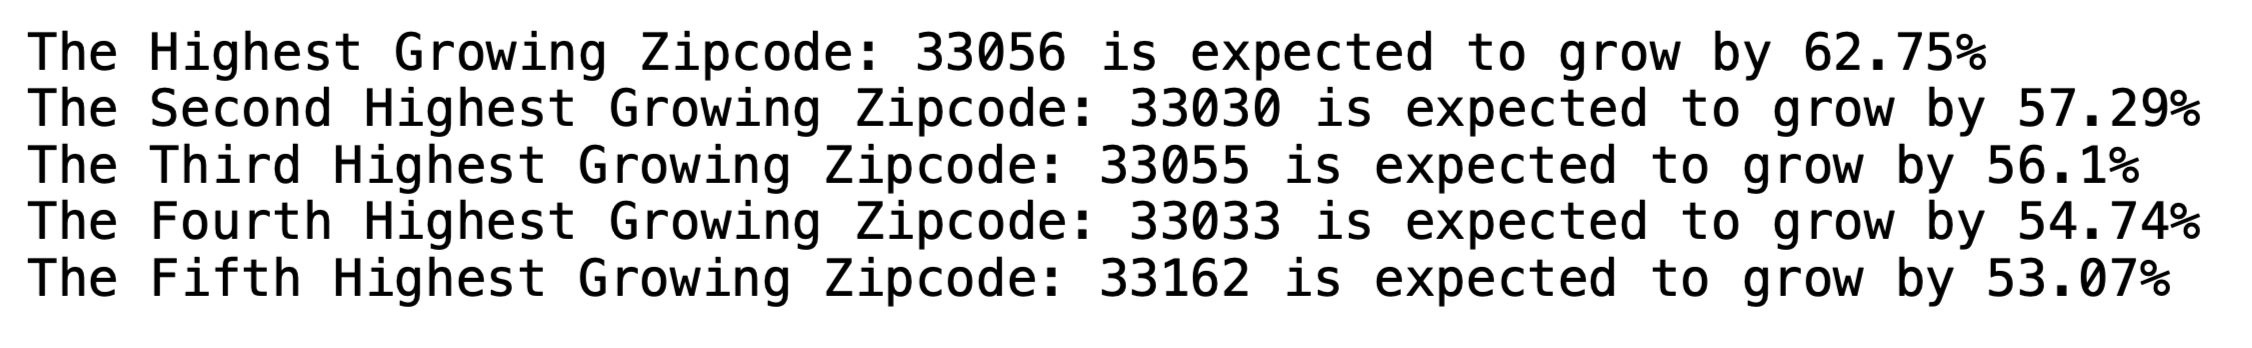 The Highest Growing Zipcode: 33056 is expected to grow by 62.75%
The Second Highest Growing Zipcode: 33030 is expected to grow by 57.29%
The Third Highest Growing Zipcode: 33055 is expected to grow by 56.1%
The Fourth Highest Growing Zipcode: 33033 is expected to grow by 54.74%
The Fifth Highest Growing Zipcode: 33162 is expected to grow by 53.07%